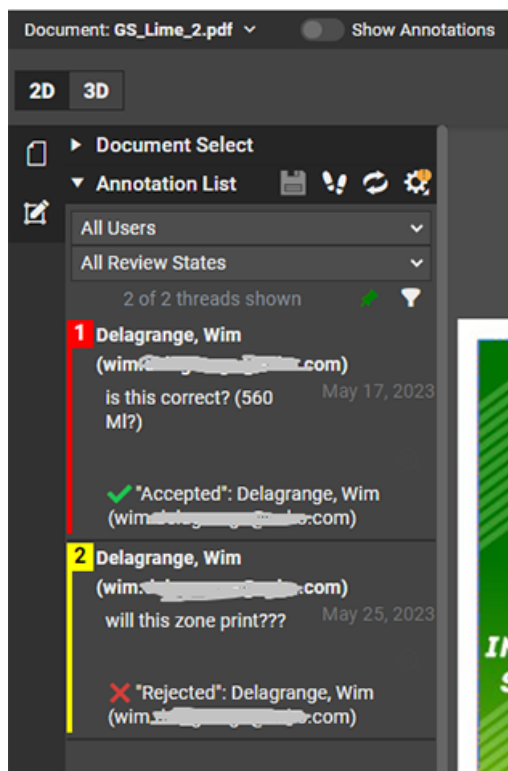 Document: GS_Lime_2.pdf Show Annotations
2D 3D
Document Select
Annotation List
All Users
All Review States
2 of 2 threads shown
1 Delagrange, Wim
(wim. .com)
is this correct? (560 May 17, 2023
Ml?)
"Accepted": Delagrange, Wim
(wim. .com)
2 Delagrange, Wim
(wim. .com)
will this zone print??? May 25, 2023
"Rejected": Delagrange, Wim
(wim. .com)